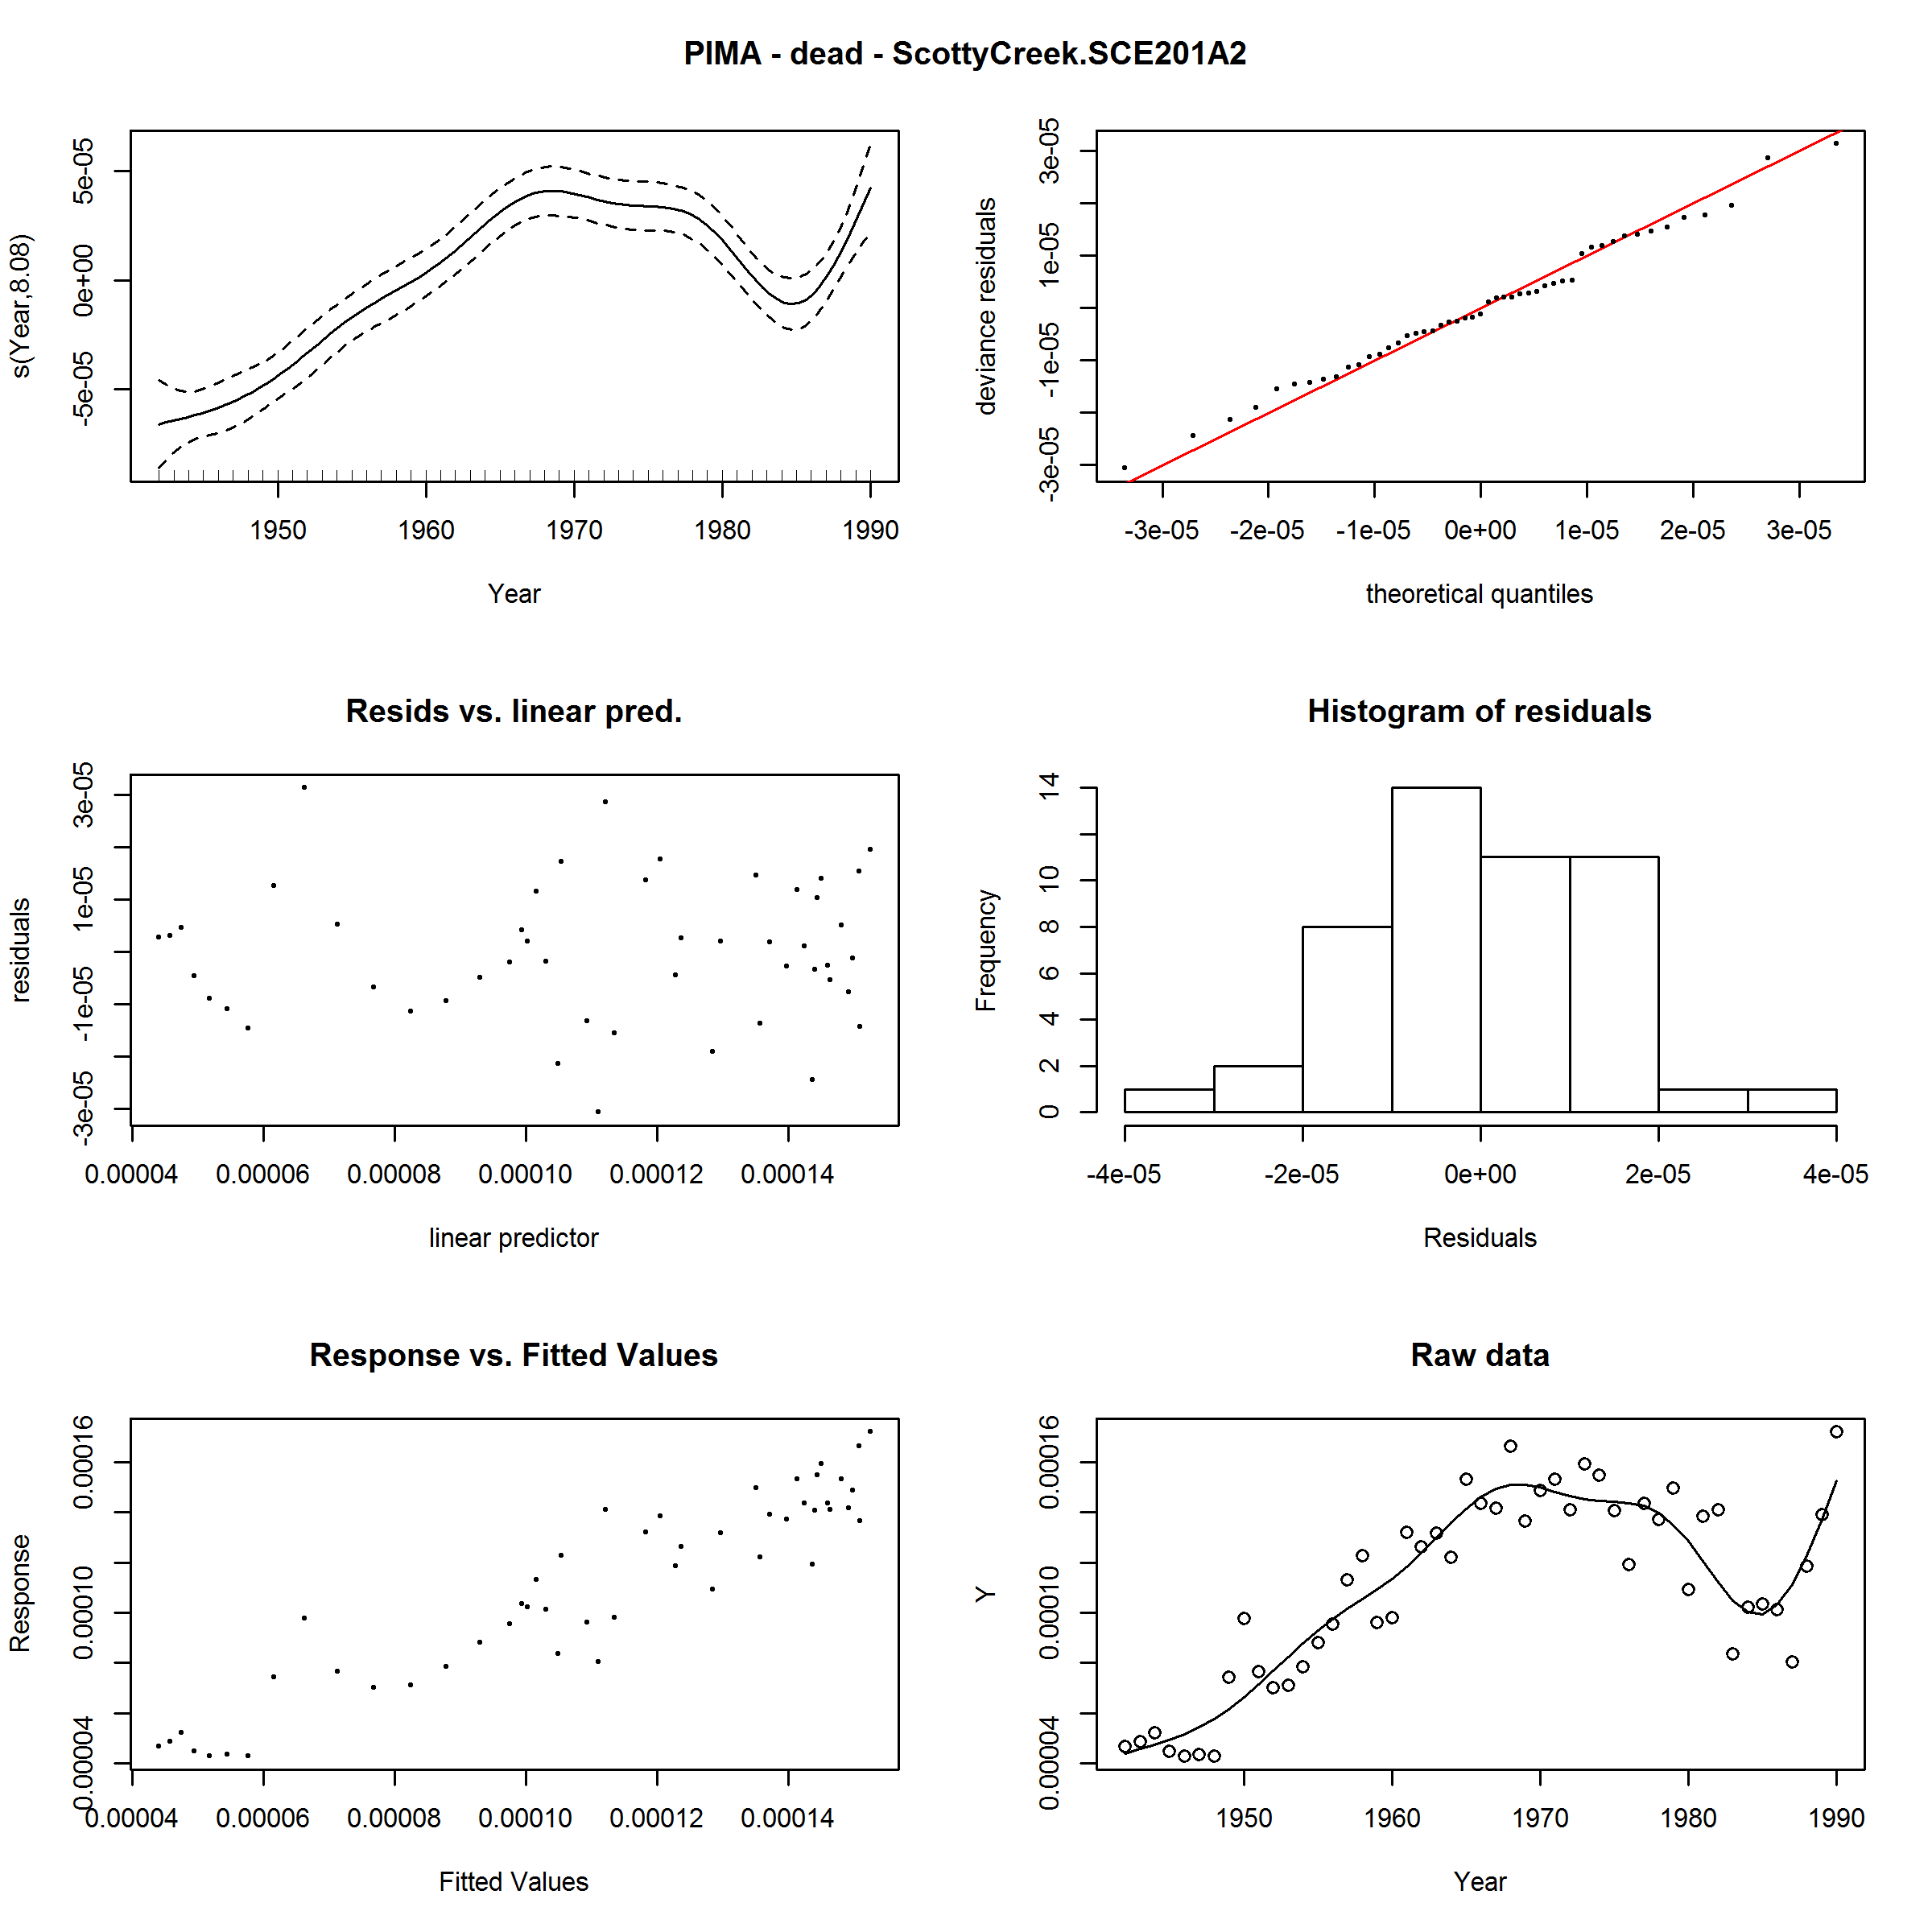 PIMA - dead - ScottyCreek.SCE201A2
s(Year,8.08)
5e-05
0e+00
-5e-05
1950 1960 1970 1980 1990
Year
deviance residuals
3e-05
1e-05
-1e-05
-3e-05
-3e-05 -2e-05 -1e-05 0e+00 1e-05 2e-05 3e-05
theoretical quantiles
Resids vs. linear pred.
residuals
3e-05
1e-05
-1e-05
-3e-05
0.00004 0.00006 0.00008 0.00010 0.00012 0.00014
linear predictor
Histogram of residuals
Frequency
14
10
8
6
4
2
0
-4e-05 -2e-05 0e+00 2e-05 4e-05
Residuals
Response vs. Fitted Values
Response
0.00016
0.00010
0.00004
0.00004 0.00006 0.00008 0.00010 0.00012 0.00014
Fitted Values
Raw data
Y
0.00016
0.00010
0.00004
1950 1960 1970 1980 1990
Year